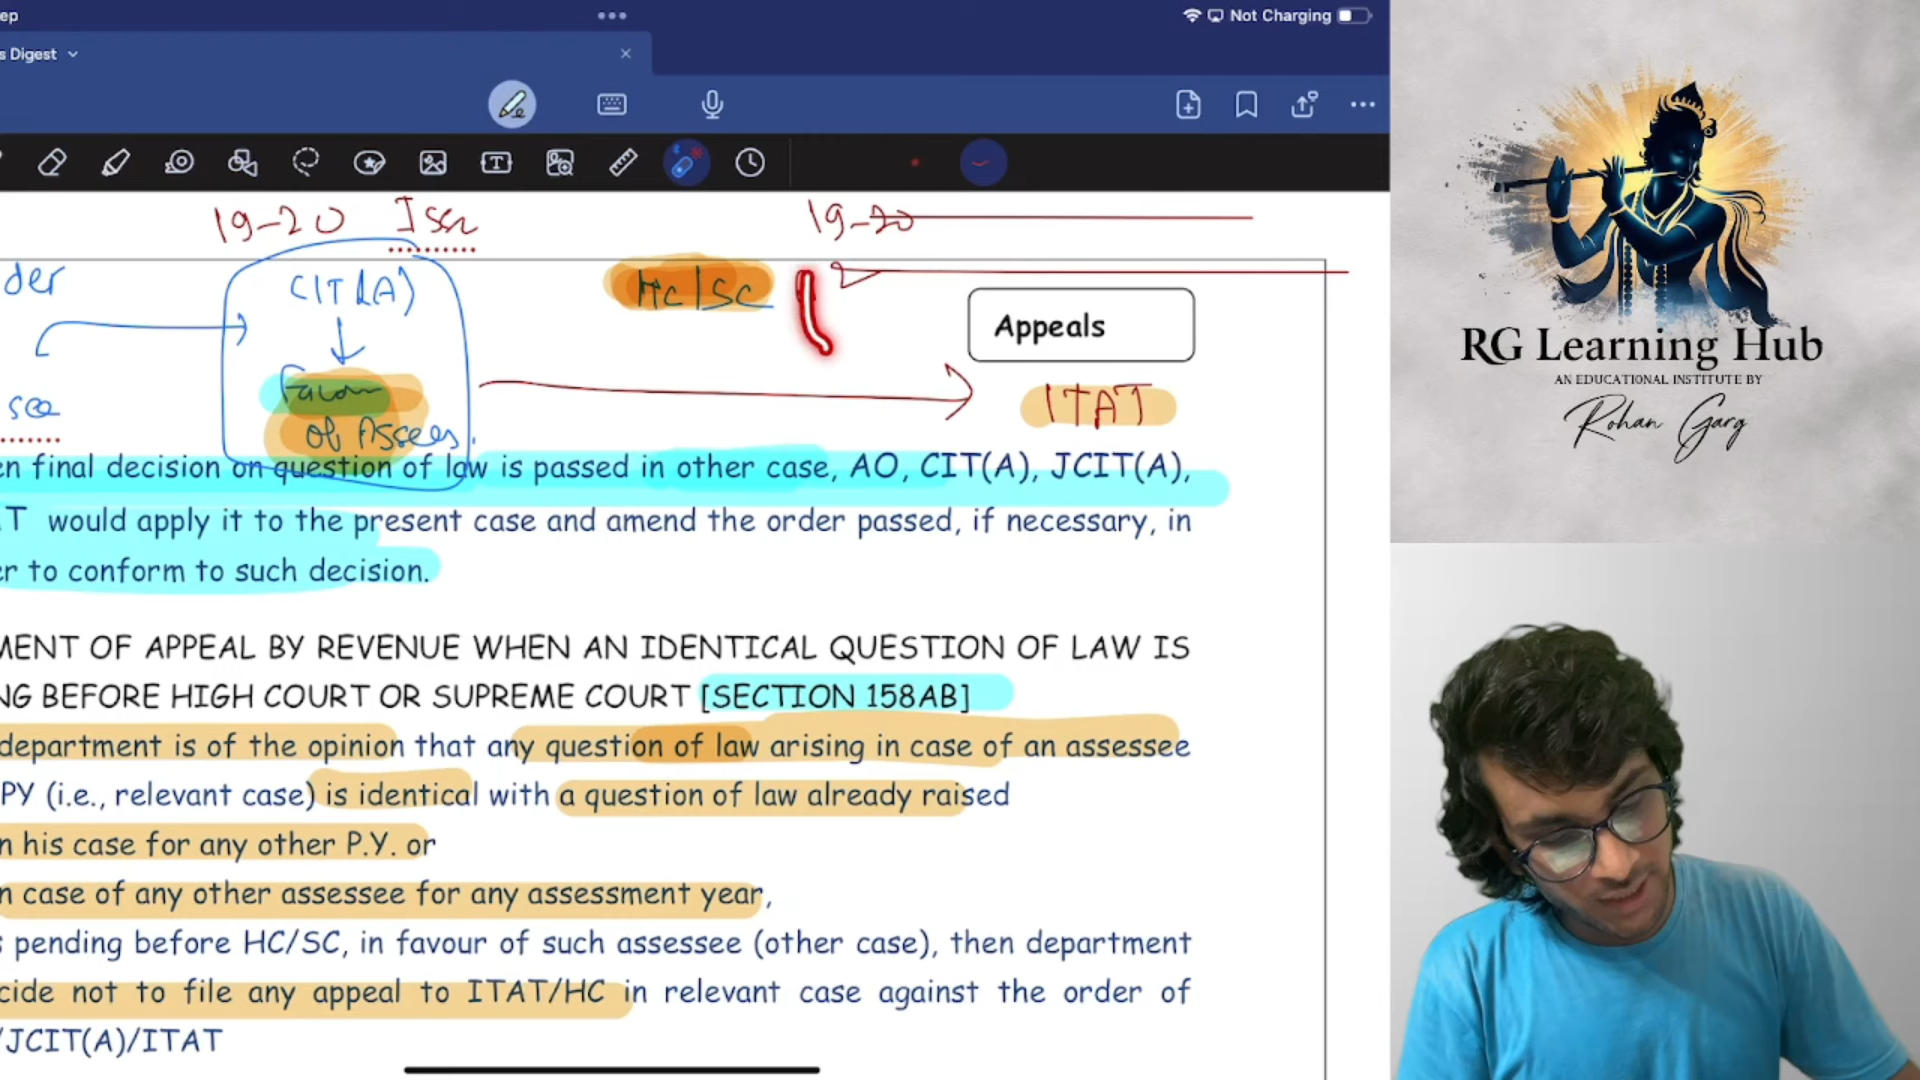 ep
Not Charging
s Digest
19-20
19-20
der
CIT(A)
HC|SC
Appeals
see
Favour
of Assees.
ITAT
en final decision on question of law is passed in other case, AO, CIT(A), JCIT(A),
AT would apply it to the present case and amend the order passed, if necessary, in
er to conform to such decision.
MENT OF APPEAL BY REVENUE WHEN AN IDENTICAL QUESTION OF LAW IS
NG BEFORE HIGH COURT OR SUPREME COURT [SECTION 158AB]
department is of the opinion that any question of law arising in case of an assessee
PY (i.e., relevant case) is identical with a question of law already raised
n his case for any other P.Y. or
n case of any other assessee for any assessment year,
s pending before HC/SC, in favour of such assessee (other case), then department
cide not to file any appeal to ITAT/HC in relevant case against the order of
/JCIT(A)/ITAT
RG Learning Hub
AN EDUCATIONAL INSTITUTE BY
Rohan Garg